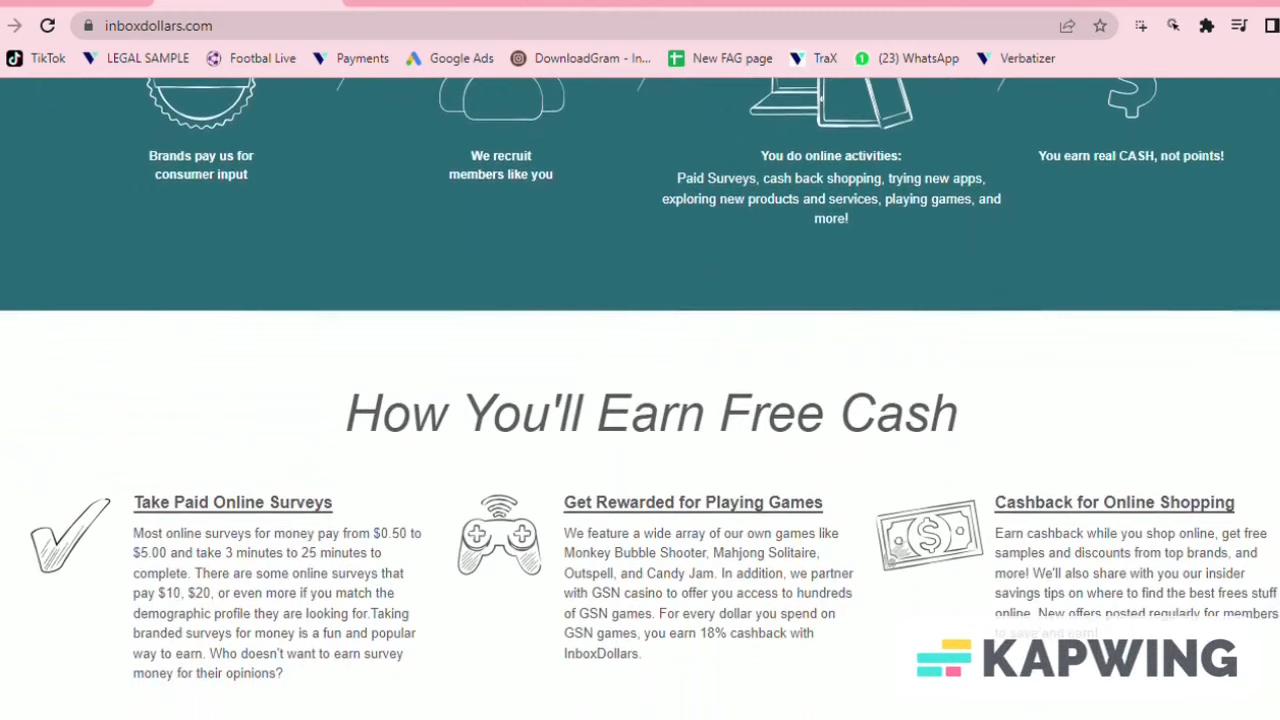 inboxdollars.com
TikTok LEGAL SAMPLE Footbal Live Payments Google Ads DownloadGram - In... New FAG page TraX (23) WhatsApp Verbatizer
Brands pay us for
consumer input
We recruit
members like you
You do online activities:
Paid Surveys, cash back shopping, trying new apps,
exploring new products and services, playing games, and
more!
You earn real CASH, not points!
How You'll Earn Free Cash
Take Paid Online Surveys
Most online surveys for money pay from $0.50 to
$5.00 and take 3 minutes to 25 minutes to
complete. There are some online surveys that
pay $10, $20, or even more if you match the
demographic profile they are looking for.Taking
branded surveys for money is a fun and popular
way to earn. Who doesn't want to earn survey
money for their opinions?
Get Rewarded for Playing Games
We feature a wide array of our own games like
Monkey Bubble Shooter, Mahjong Solitaire,
Outspell, and Candy Jam. In addition, we partner
with GSN casino to offer you access to hundreds
of GSN games. For every dollar you spend on
GSN games, you earn 18% cashback with
InboxDollars.
Cashback for Online Shopping
Earn cashback while you shop online, get free
samples and discounts from top brands, and
more! We'll also share with you our insider
savings tips on where to find the best frees stuff
online. New offers posted regularly for members
to save and earn!
KAPWING